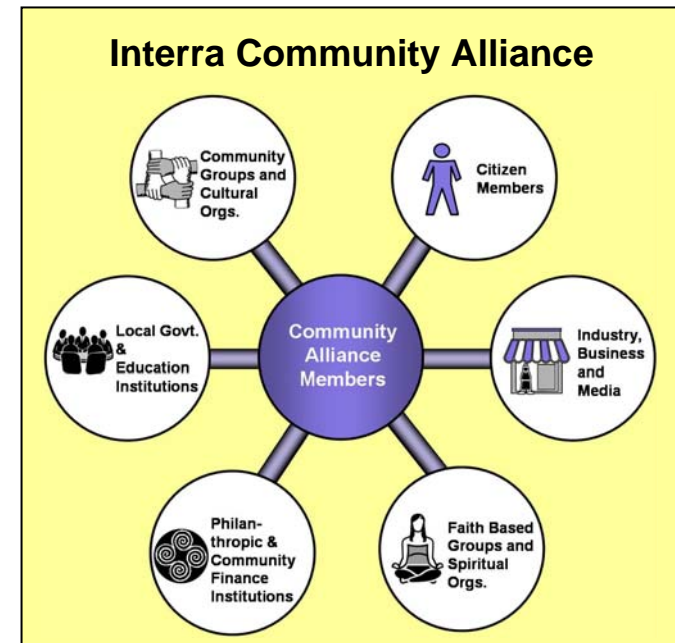 Interra Community Alliance
Community
Groups and
Cultural
Orgs.
Citizen
Members
Local Govt.
&
Education
Institutions
Community
Alliance
Members
Industry,
Business
and
Media
Philan-
thropic &
Community
Finance
Institutions
Faith Based
Groups and
Spiritual
Orgs.